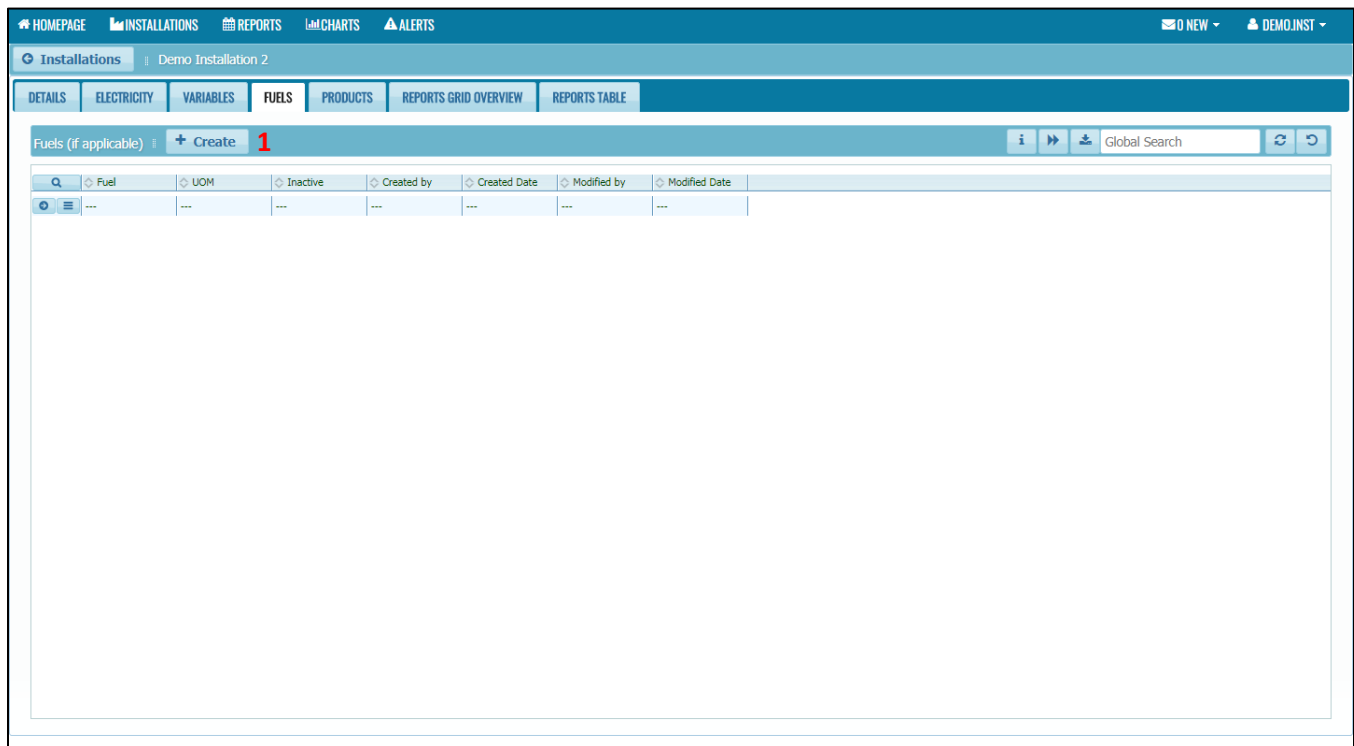 HOMEPAGE INSTALLATIONS REPORTS CHARTS ALERTS 0 NEW DEMO.INST
Installations Demo Installation 2
DETAILS ELECTRICITY VARIABLES FUELS PRODUCTS REPORTS GRID OVERVIEW REPORTS TABLE
Fuels (if applicable) + Create 1 i Global Search
Fuel UOM Inactive Created by Created Date Modified by Modified Date
--- --- --- --- --- --- ---